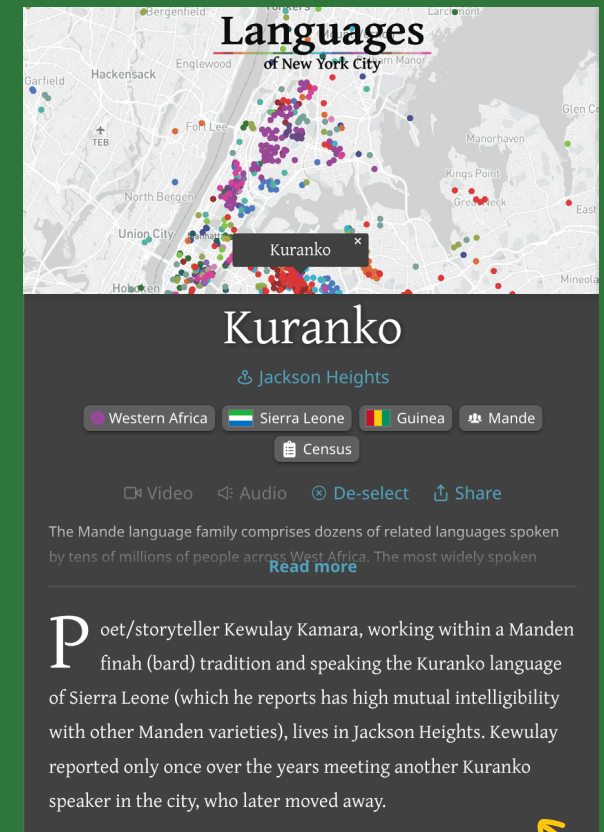 Bergenfield
Yonkers
Larchmont
Languages
of New York City
Englewood
Pelham Manor
Garfield
Hackensack
Glen Co
TEB
Fort Lee
Manorhaven
Kings Point
North Bergen
Great Neck
East
Union City
Manhatt
Kuranko
×
Hoboken
Mineola
Kuranko
Jackson Heights
Western Africa Sierra Leone Guinea Mande
Census
Video Audio De-select Share
The Mande language family comprises dozens of related languages spoken
by tens of millions of people across West Africa. The most widely spoken
Read more
Poet/storyteller Kewulay Kamara, working within a Manden
finah (bard) tradition and speaking the Kuranko language
of Sierra Leone (which he reports has high mutual intelligibility
with other Manden varieties), lives in Jackson Heights. Kewulay
reported only once over the years meeting another Kuranko
speaker in the city, who later moved away.